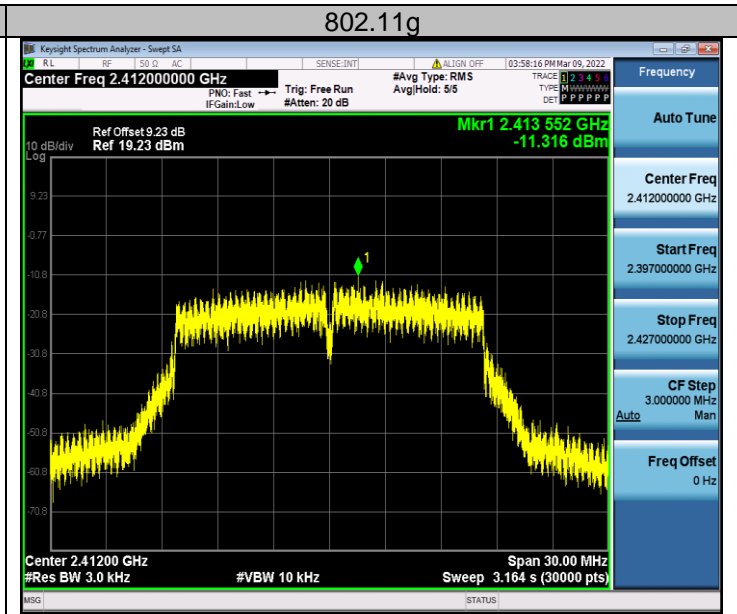 802.11g
Keysight Spectrum Analyzer - Swept SA
LXI RL RF 50 Ω AC SENSE:INT ALIGN OFF 03:58:16 PM Mar 09, 2022
Center Freq 2.412000000 GHz
PNO: Fast
IFGain:Low
Trig: Free Run
#Atten: 20 dB
#Avg Type: RMS
Avg|Hold: 5/5
TRACE 1 2 3 4 5 6
TYPE M WWWWW
DET P P P P P P
Ref Offset 9.23 dB
Ref 19.23 dBm
10 dB/div
Log
Mkr1 2.413 552 GHz
-11.316 dBm
9.23
-0.77
-10.8
-20.8
-30.8
-40.8
-50.8
-60.8
-70.8
1
Center 2.41200 GHz
Span 30.00 MHz
#Res BW 3.0 kHz
#VBW 10 kHz
Sweep 3.164 s (30000 pts)
MSG
STATUS
Frequency
Auto Tune
Center Freq
2.412000000 GHz
Start Freq
2.397000000 GHz
Stop Freq
2.427000000 GHz
CF Step
3.000000 MHz
Auto Man
Freq Offset
0 Hz